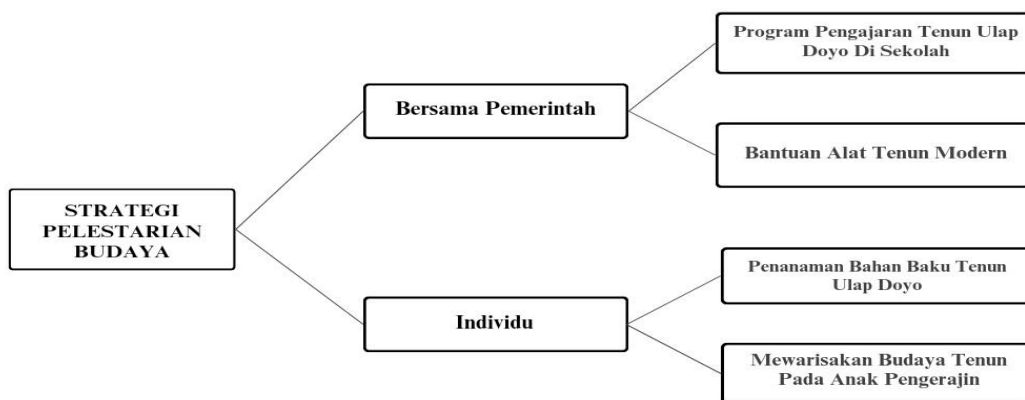 STRATEGI
PELESTARIAN
BUDAYA
Bersama Pemerintah
Program Pengajaran Tenun Ulap
Doyo Di Sekolah
Bantuan Alat Tenun Modern
Individu
Penanaman Bahan Baku Tenun
Ulap Doyo
Mewarisakan Budaya Tenun
Pada Anak Pengerajin